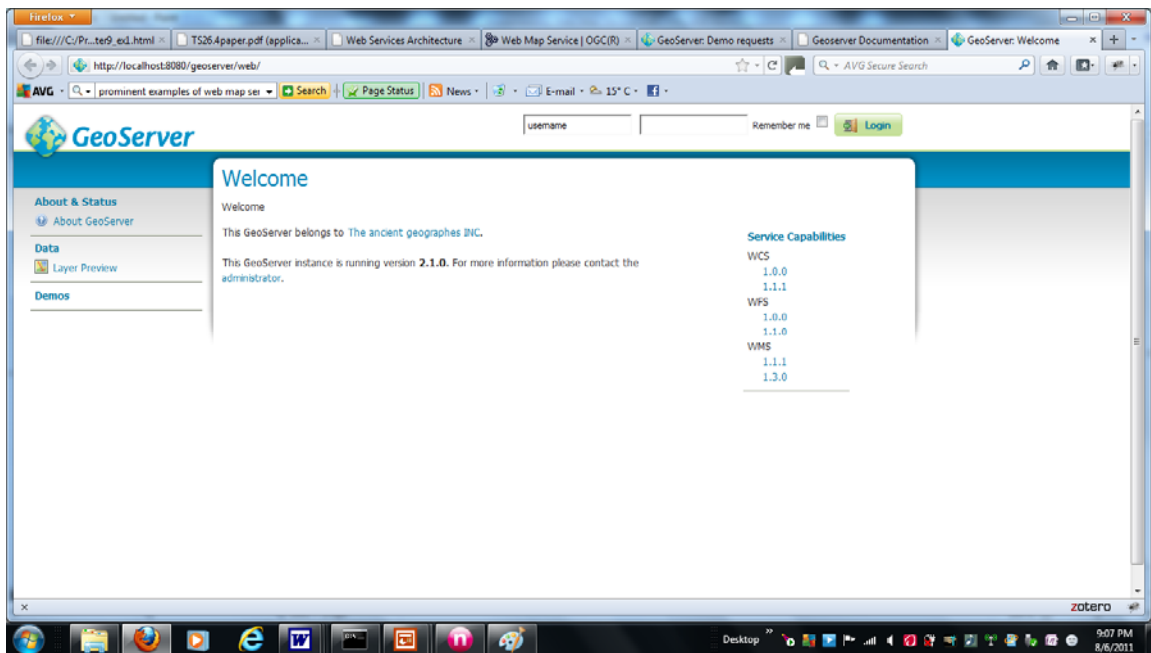 Firefox
file:///C:/Pr...ter9_ex1.html × TS26.4paper.pdf (applica... × Web Services Architecture × Web Map Service | OGC(R) × GeoServer: Demo requests × Geoserver Documentation × GeoServer: Welcome × +
http://localhost:8080/geoserver/web/ AVG Secure Search
AVG prominent examples of web map ser Search Page Status News E-mail 15° C
GeoServer username Remember me Login
Welcome
About & Status
Welcome
About GeoServer
This GeoServer belongs to The ancient geographes INC.
Service Capabilities
Data
WCS
Layer Preview
This GeoServer instance is running version 2.1.0. For more information please contact the
1.0.0
administrator.
1.1.1
Demos
WFS
1.0.0
1.1.0
WMS
1.1.1
1.3.0
× zotero
Desktop 9:07 PM
8/6/2011